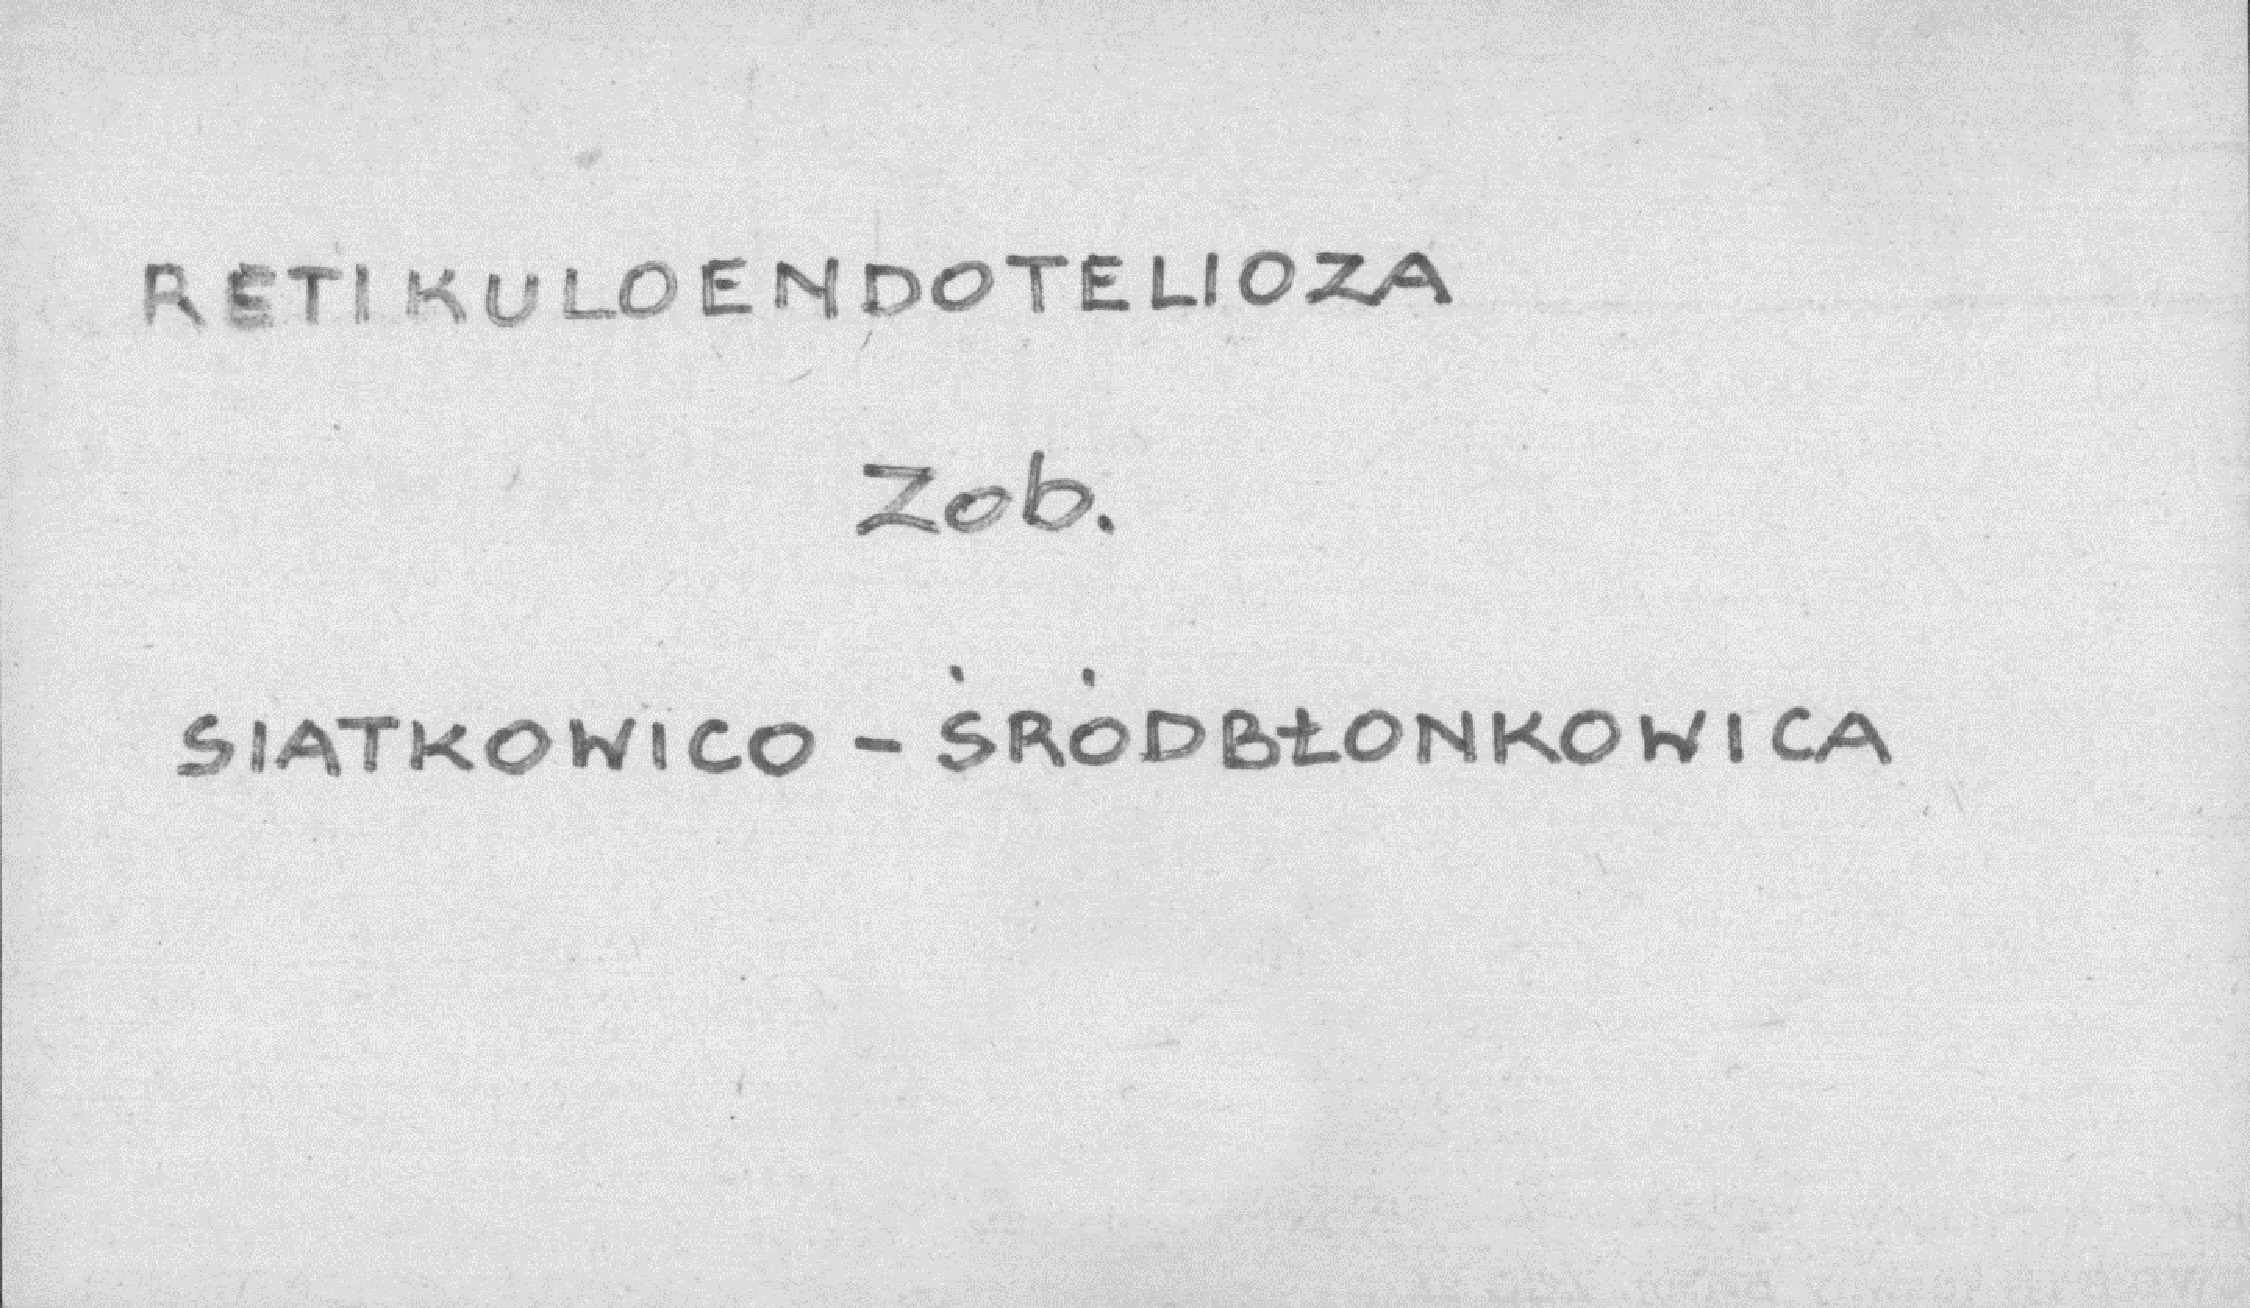 RETIKULOENDOTELIOZA
Zob.
SIATKOWICO - ŚRÓDBŁONKOWICA